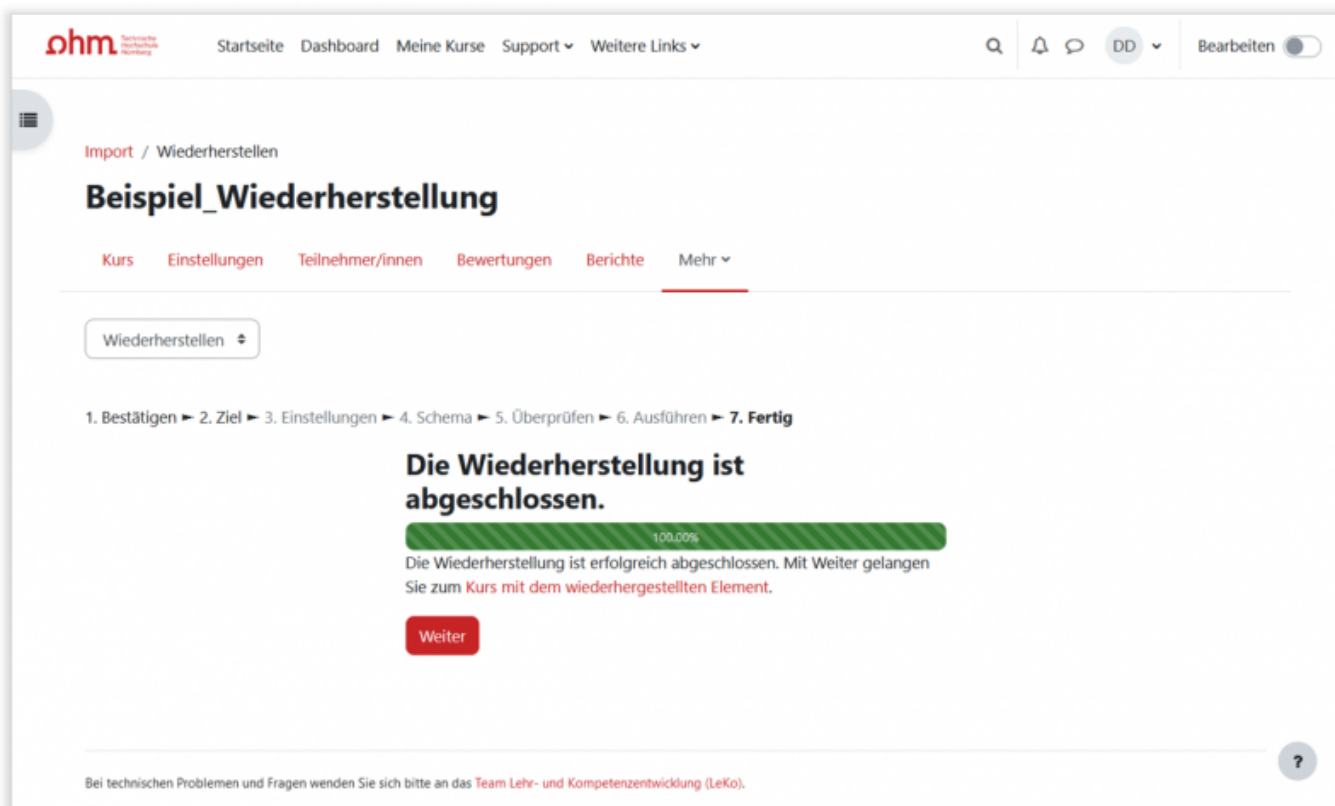 ohm Technische Hochschule Nürnberg Startseite Dashboard Meine Kurse Support Weitere Links DD Bearbeiten
Import / Wiederherstellen
Beispiel_Wiederherstellung
Kurs Einstellungen Teilnehmer/innen Bewertungen Berichte Mehr
Wiederherstellen
1. Bestätigen ► 2. Ziel ► 3. Einstellungen ► 4. Schema ► 5. Überprüfen ► 6. Ausführen ► 7. Fertig
Die Wiederherstellung ist
abgeschlossen.
100.00%
Die Wiederherstellung ist erfolgreich abgeschlossen. Mit Weiter gelangen
Sie zum Kurs mit dem wiederhergestellten Element.
Weiter
?
Bei technischen Problemen und Fragen wenden Sie sich bitte an das Team Lehr- und Kompetenzentwicklung (LeKo).